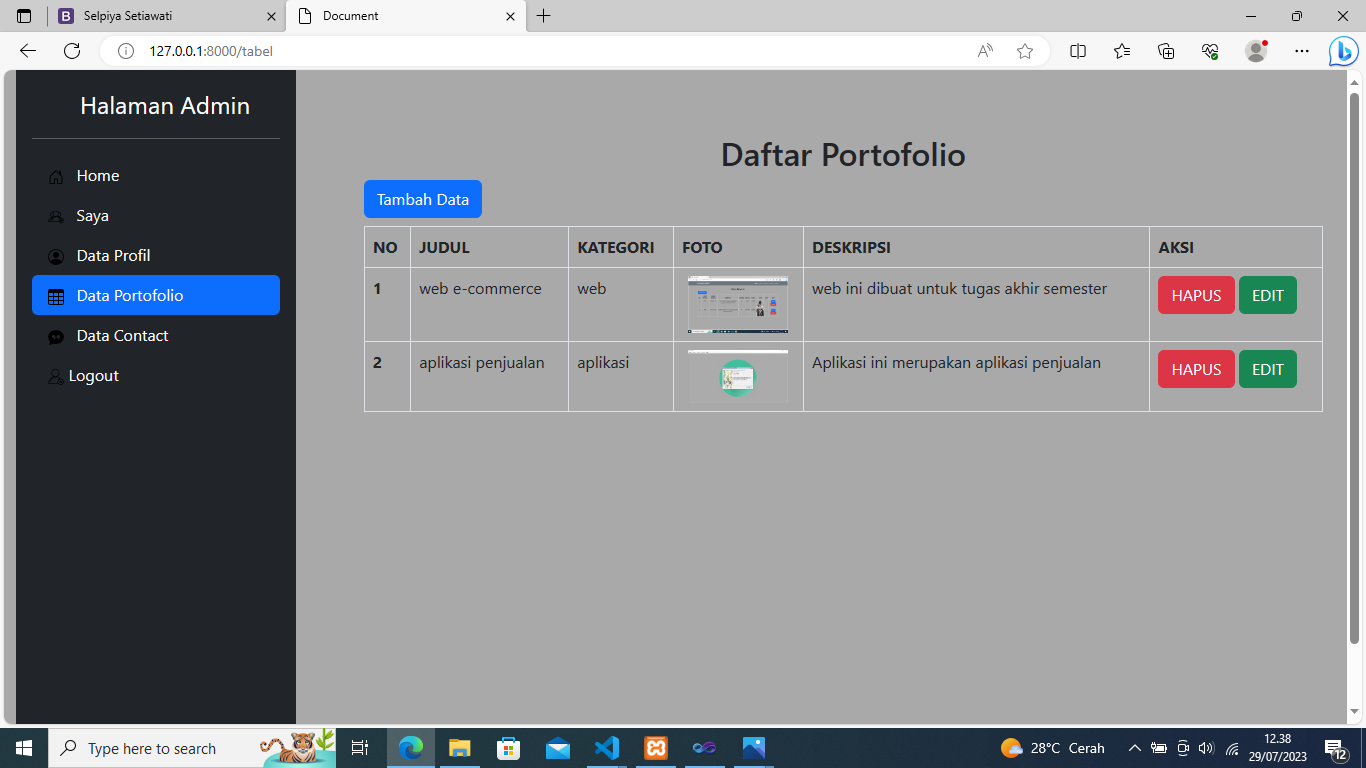 Selpiya Setiawati
Document
127.0.0.1:8000/tabel
Halaman Admin
Home
Saya
Data Profil
Data Portofolio
Data Contact
Logout
Daftar Portofolio
Tambah Data
NO JUDUL KATEGORI FOTO DESKRIPSI AKSI
1 web e-commerce web web ini dibuat untuk tugas akhir semester HAPUS EDIT
2 aplikasi penjualan aplikasi Aplikasi ini merupakan aplikasi penjualan HAPUS EDIT
Type here to search
28°C Cerah
12.38
29/07/2023
12